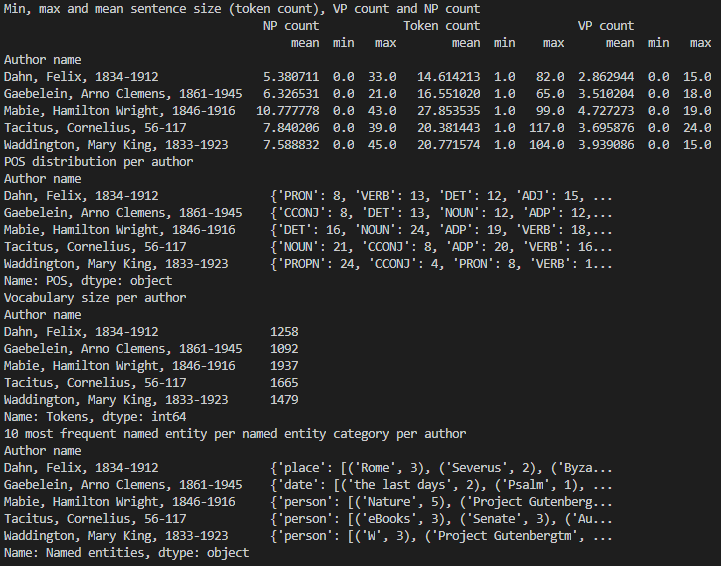 Min, max and mean sentence size (token count), VP count and NP count
NP count Token count VP count
mean min max mean min max mean min max
Author name
Dahn, Felix, 1834-1912 5.380711 0.0 33.0 14.614213 1.0 82.0 2.862944 0.0 15.0
Gaebelein, Arno Clemens, 1861-1945 6.326531 0.0 21.0 16.551020 1.0 65.0 3.510204 0.0 18.0
Mabie, Hamilton Wright, 1846-1916 10.777778 0.0 43.0 27.853535 1.0 99.0 4.727273 0.0 19.0
Tacitus, Cornelius, 56-117 7.840206 0.0 39.0 20.381443 1.0 117.0 3.695876 0.0 24.0
Waddington, Mary King, 1833-1923 7.588832 0.0 45.0 20.771574 1.0 104.0 3.939086 0.0 15.0
POS distribution per author
Author name
Dahn, Felix, 1834-1912 {'PRON': 8, 'VERB': 13, 'DET': 12, 'ADJ': 15, ...
Gaebelein, Arno Clemens, 1861-1945 {'CCONJ': 8, 'DET': 13, 'NOUN': 12, 'ADP': 12,...
Mabie, Hamilton Wright, 1846-1916 {'DET': 16, 'NOUN': 24, 'ADP': 19, 'VERB': 18,...
Tacitus, Cornelius, 56-117 {'NOUN': 21, 'CCONJ': 8, 'ADP': 20, 'VERB': 16...
Waddington, Mary King, 1833-1923 {'PROPN': 24, 'CCONJ': 4, 'PRON': 8, 'VERB': 1...
Name: POS, dtype: object
Vocabulary size per author
Author name
Dahn, Felix, 1834-1912 1258
Gaebelein, Arno Clemens, 1861-1945 1092
Mabie, Hamilton Wright, 1846-1916 1937
Tacitus, Cornelius, 56-117 1665
Waddington, Mary King, 1833-1923 1479
Name: Tokens, dtype: int64
10 most frequent named entity per named entity category per author
Author name
Dahn, Felix, 1834-1912 {'place': [('Rome', 3), ('Severus', 2), ('Byza...
Gaebelein, Arno Clemens, 1861-1945 {'date': [('the last days', 2), ('Psalm', 1), ...
Mabie, Hamilton Wright, 1846-1916 {'person': [('Nature', 5), ('Project Gutenberg...
Tacitus, Cornelius, 56-117 {'person': [('eBooks', 3), ('Senate', 3), ('Au...
Waddington, Mary King, 1833-1923 {'person': [('W', 3), ('Project Gutenbergtm', ...
Name: Named entities, dtype: object